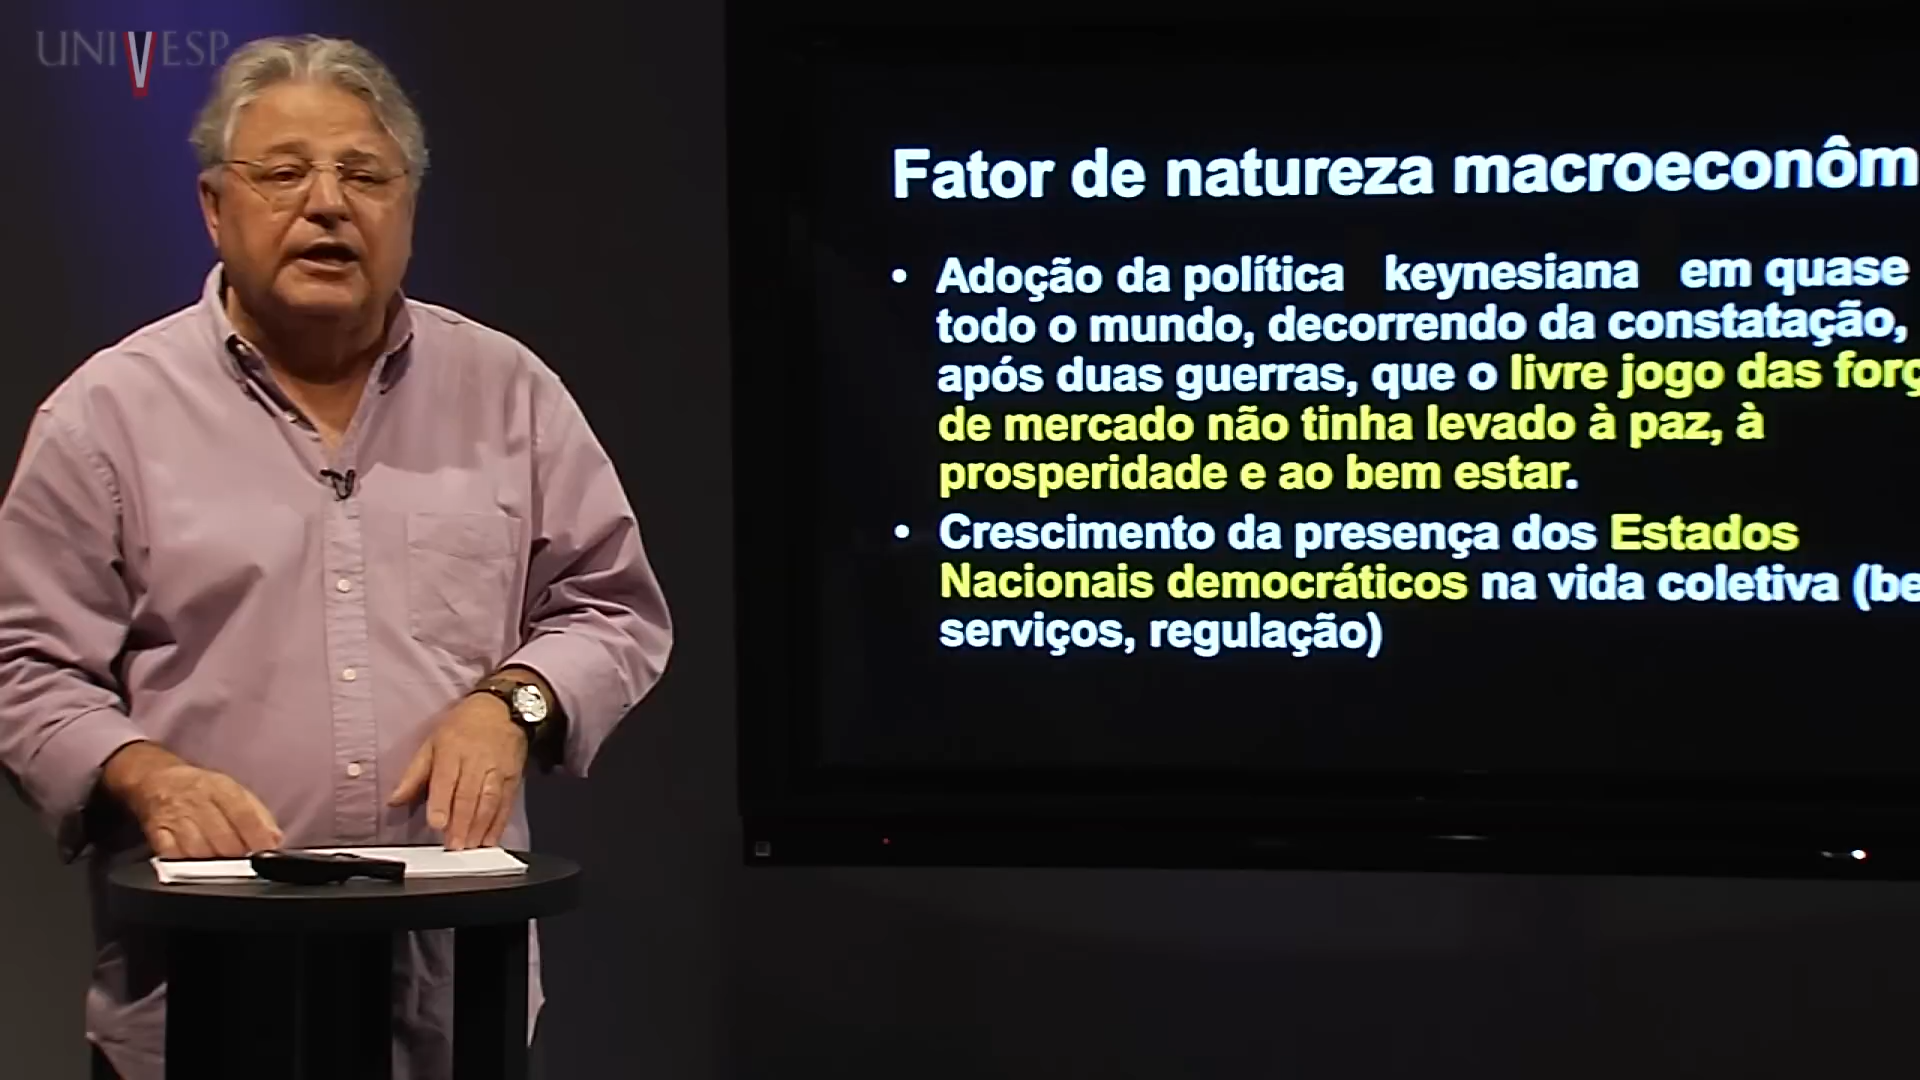 UNIVESP
Fator de natureza macroeconôm
• Adoção da política keynesiana em quase
todo o mundo, decorrendo da constatação,
após duas guerras, que o livre jogo das forç
de mercado não tinha levado à paz, à
prosperidade e ao bem estar.
• Crescimento da presença dos Estados
Nacionais democráticos na vida coletiva (be
serviços, regulação)